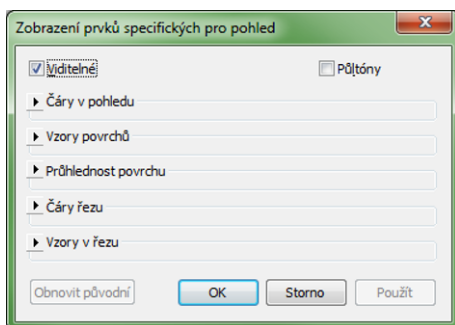 Zobrazení prvků specifických pro pohled
Viditelné
Půltóny
Čáry v pohledu
Vzory povrchů
Průhlednost povrchu
Čáry řezu
Vzory v řezu
Obnovit původní
OK
Storno
Použít